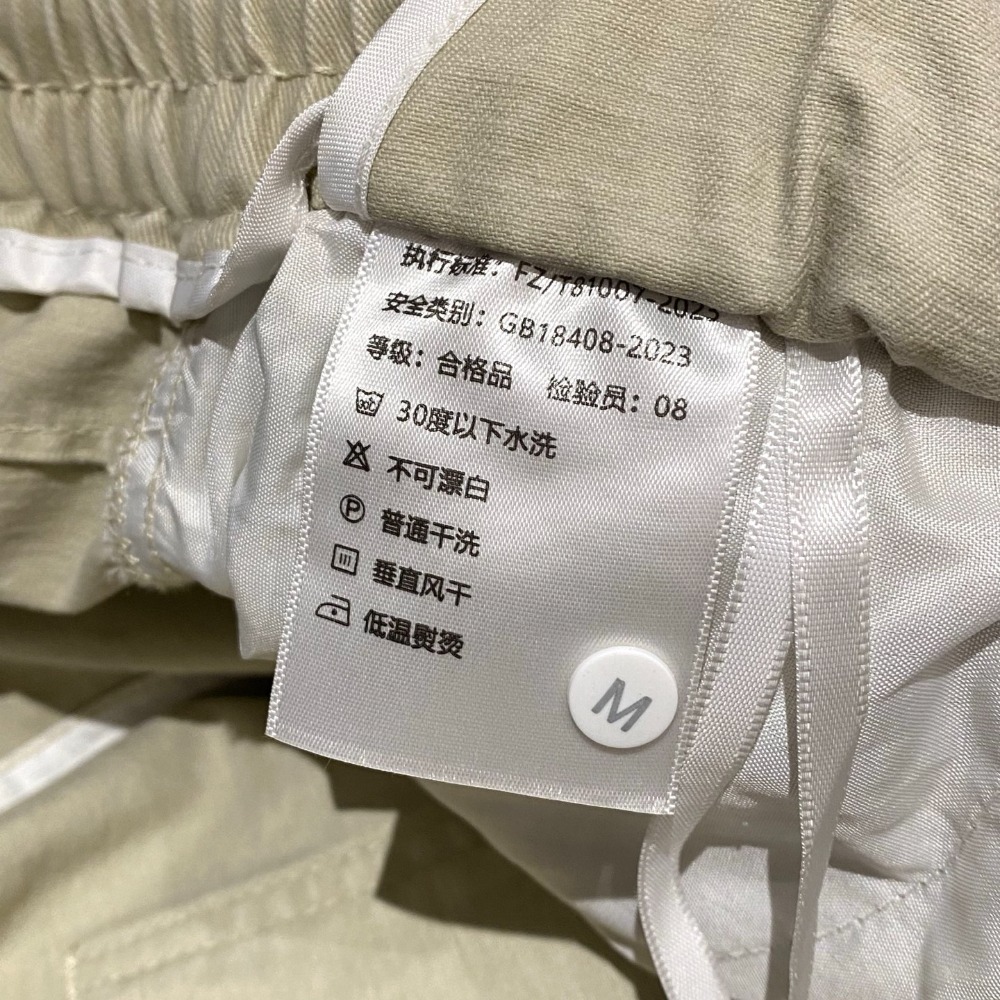 执行标准：FZ/T81007-2023
安全类别：GB18408-2023
等级：合格品 检验员：08
30度以下水洗
不可漂白
P 普通干洗
垂直风干
低温熨烫
M